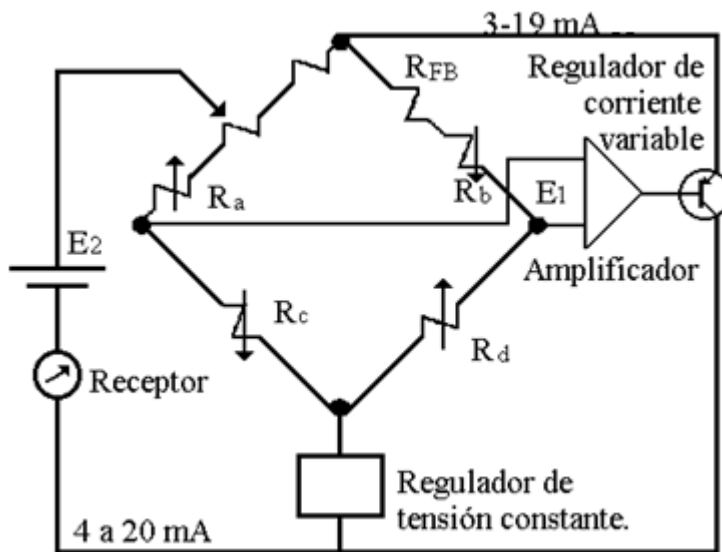 3-19 mA --
Regulador de
corriente
variable
RFB
Ra
Rb
E1
E2
Amplificador
Rc
Rd
Receptor
Regulador de
tensión constante.
4 a 20 mA